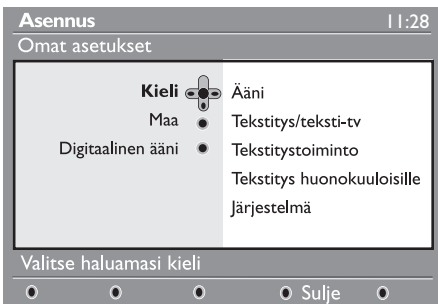 Asennus 11:28
Omat asetukset
Kieli Ääni
Maa Tekstitys/teksti-tv
Digitaalinen ääni Tekstitystoiminto
Tekstitys huonokuuloisille
Järjestelmä
Valitse haluamasi kieli
Sulje